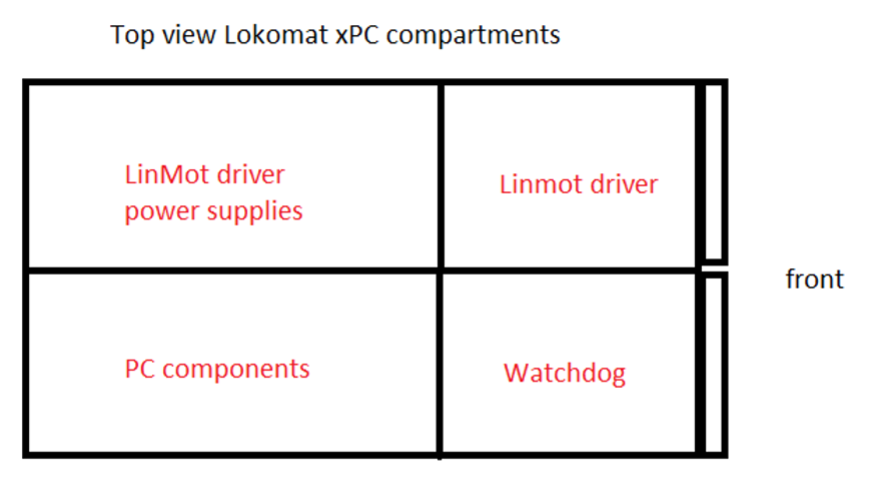 Top view Lokomat xPC compartments
LinMot driver
power supplies
Linmot driver
front
PC components
Watchdog